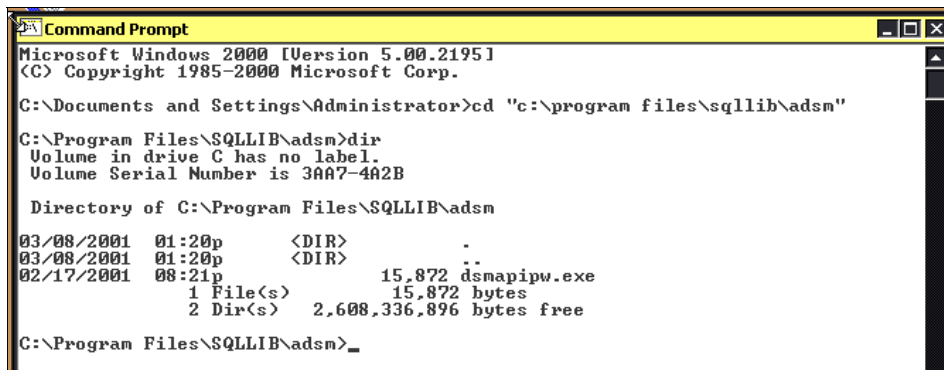 Command Prompt
Microsoft Windows 2000 [Version 5.00.2195]
(C) Copyright 1985-2000 Microsoft Corp.
C:\Documents and Settings\Administrator>cd "c:\program files\sqllib\adsm"
C:\Program Files\SQLLIB\adsm>dir
Volume in drive C has no label.
Volume Serial Number is 3AA7-4A2B
Directory of C:\Program Files\SQLLIB\adsm
03/08/2001 01:20p <DIR> .
03/08/2001 01:20p <DIR> ..
02/17/2001 08:21p 15,872 dsmapipw.exe
1 File(s) 15,872 bytes
2 Dir(s) 2,608,336,896 bytes free
C:\Program Files\SQLLIB\adsm>_